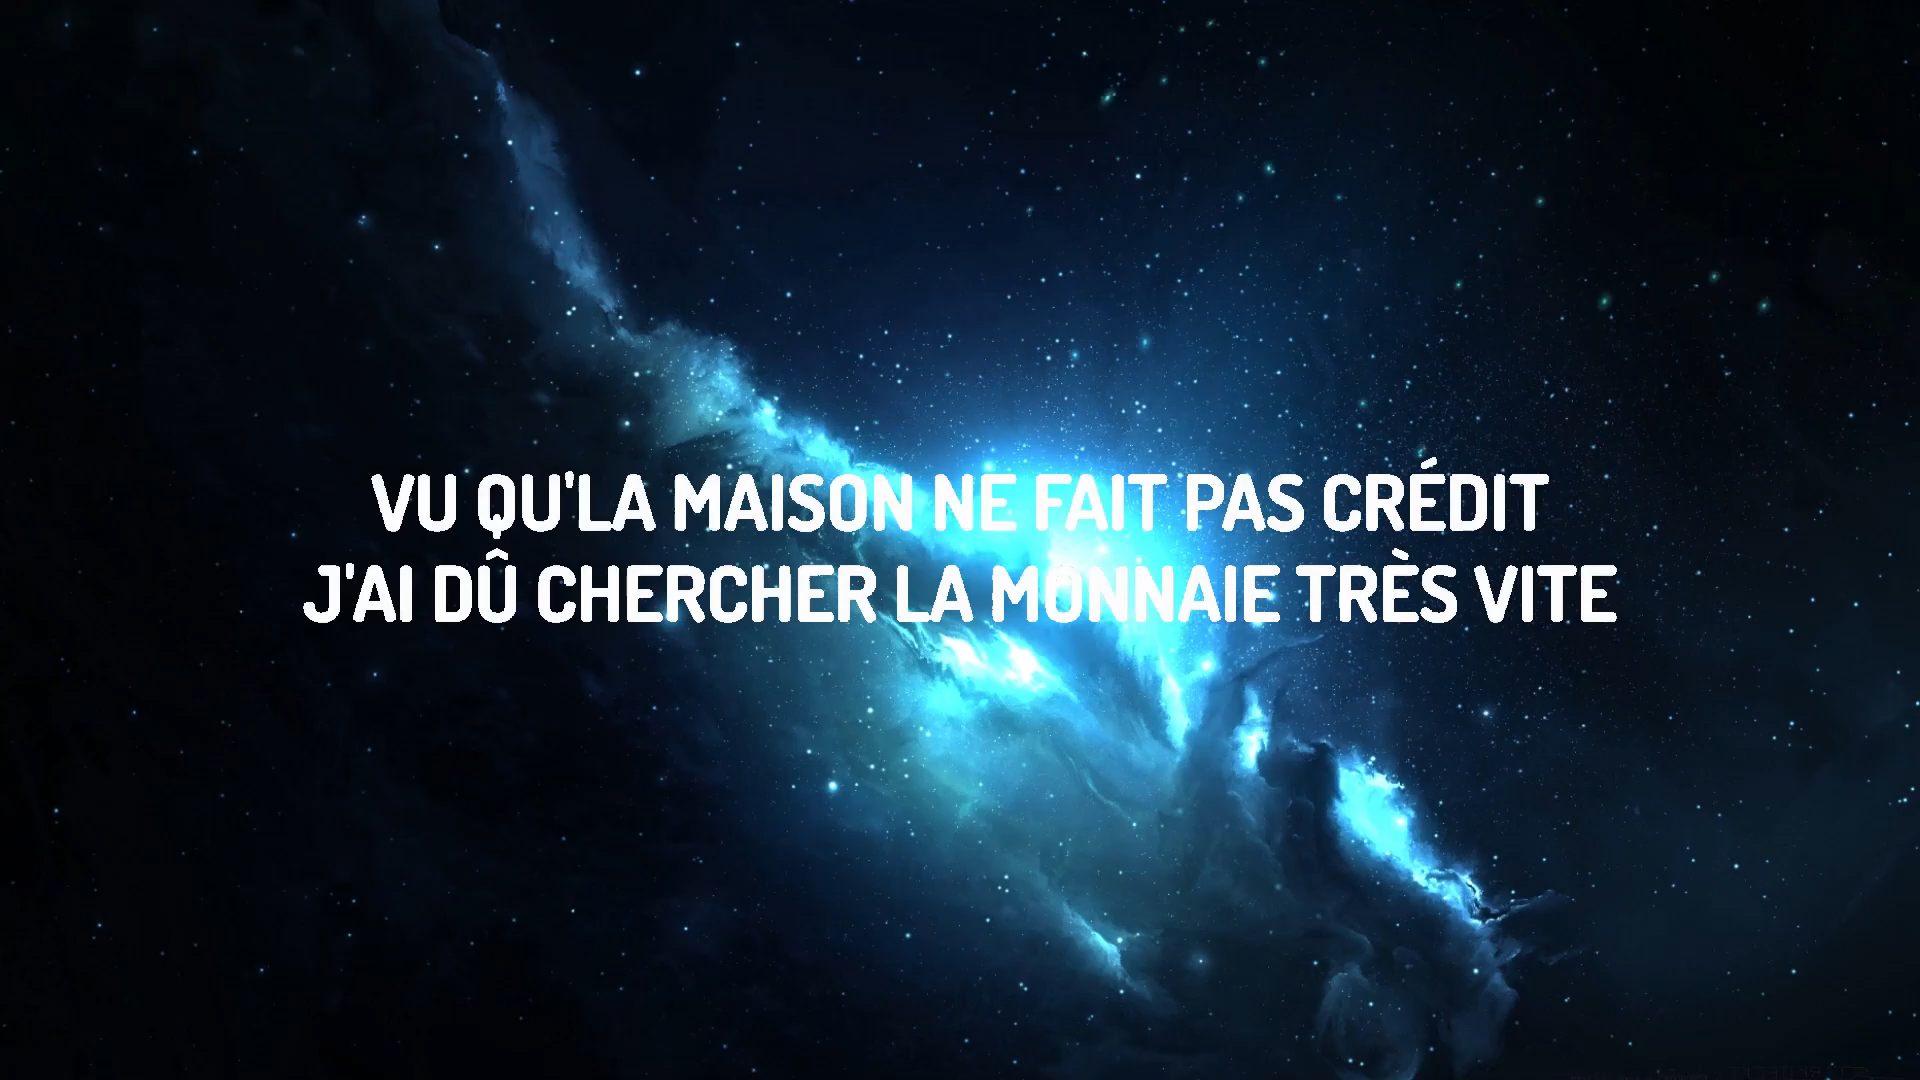 VU QU'LA MAISON NE FAIT PAS CRÉDIT
J'AI DÛ CHERCHER LA MONNAIE TRÈS VITE